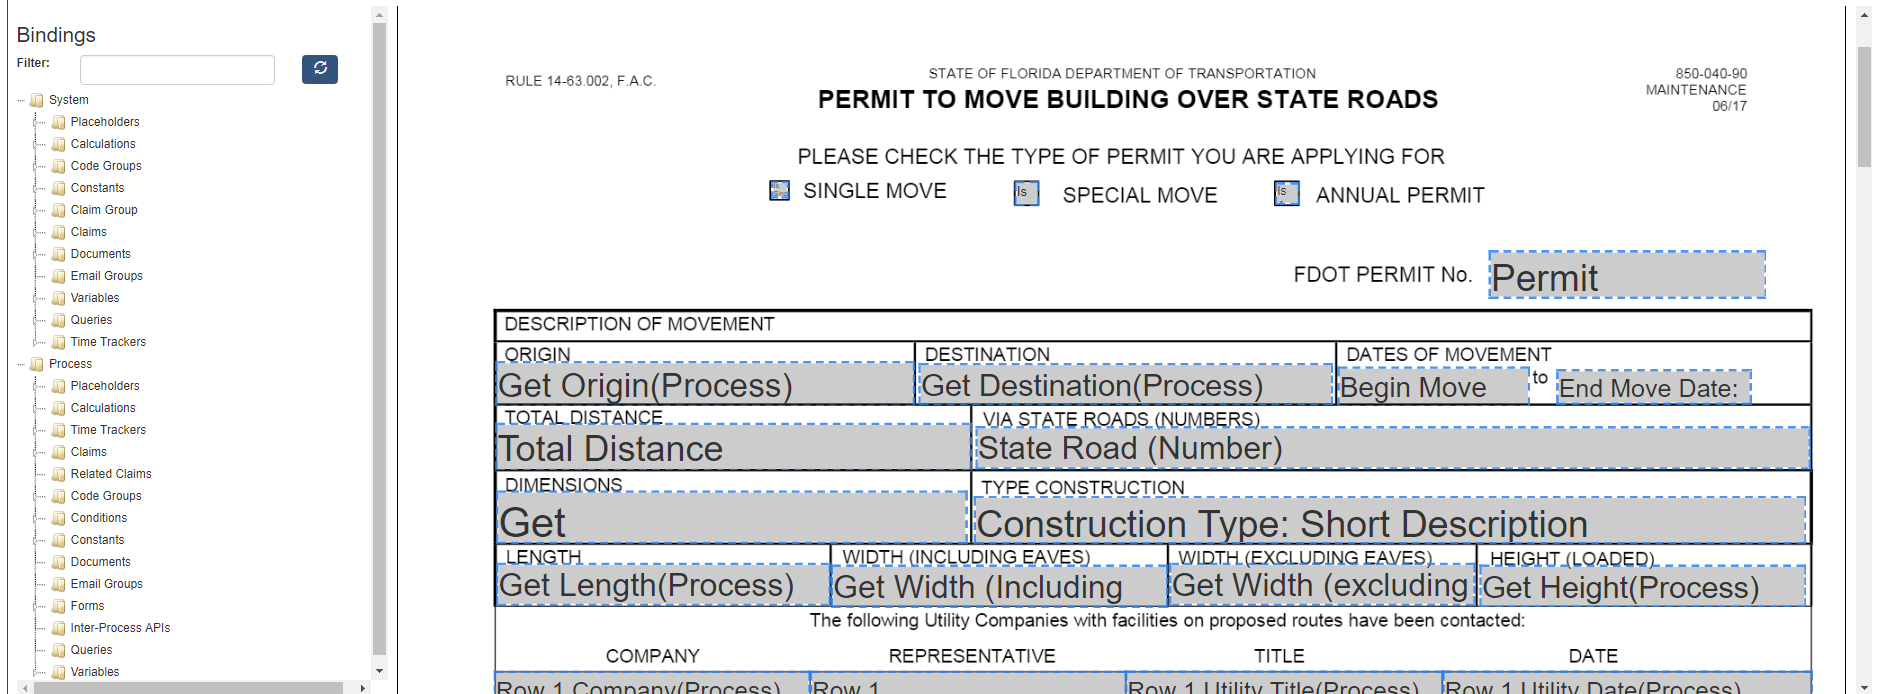 Bindings
Filter:
System
Placeholders
Calculations
Code Groups
Constants
Claim Group
Claims
Documents
Email Groups
Variables
Queries
Time Trackers
Process
Placeholders
Calculations
Time Trackers
Claims
Related Claims
Code Groups
Conditions
Constants
Documents
Email Groups
Forms
Inter-Process APIs
Queries
Variables
RULE 14-63.002, F.A.C.
STATE OF FLORIDA DEPARTMENT OF TRANSPORTATION
PERMIT TO MOVE BUILDING OVER STATE ROADS
850-040-90
MAINTENANCE
06/17
PLEASE CHECK THE TYPE OF PERMIT YOU ARE APPLYING FOR
SINGLE MOVE Is SPECIAL MOVE Is ANNUAL PERMIT
FDOT PERMIT No. Permit
DESCRIPTION OF MOVEMENT
ORIGIN DESTINATION DATES OF MOVEMENT
Get Origin(Process) Get Destination(Process) Begin Move to End Move Date:
TOTAL DISTANCE VIA STATE ROADS (NUMBERS)
Total Distance State Road (Number)
DIMENSIONS TYPE CONSTRUCTION
Get Construction Type: Short Description
LENGTH WIDTH (INCLUDING EAVES) WIDTH (EXCLUDING EAVES) HEIGHT (LOADED)
Get Length(Process) Get Width (Including Get Width (excluding Get Height(Process)
The following Utility Companies with facilities on proposed routes have been contacted:
COMPANY REPRESENTATIVE TITLE DATE
Row 1 Company(Process) Row 1 Row 1 Utility Title(Process) Row 1 Utility Date(Process)